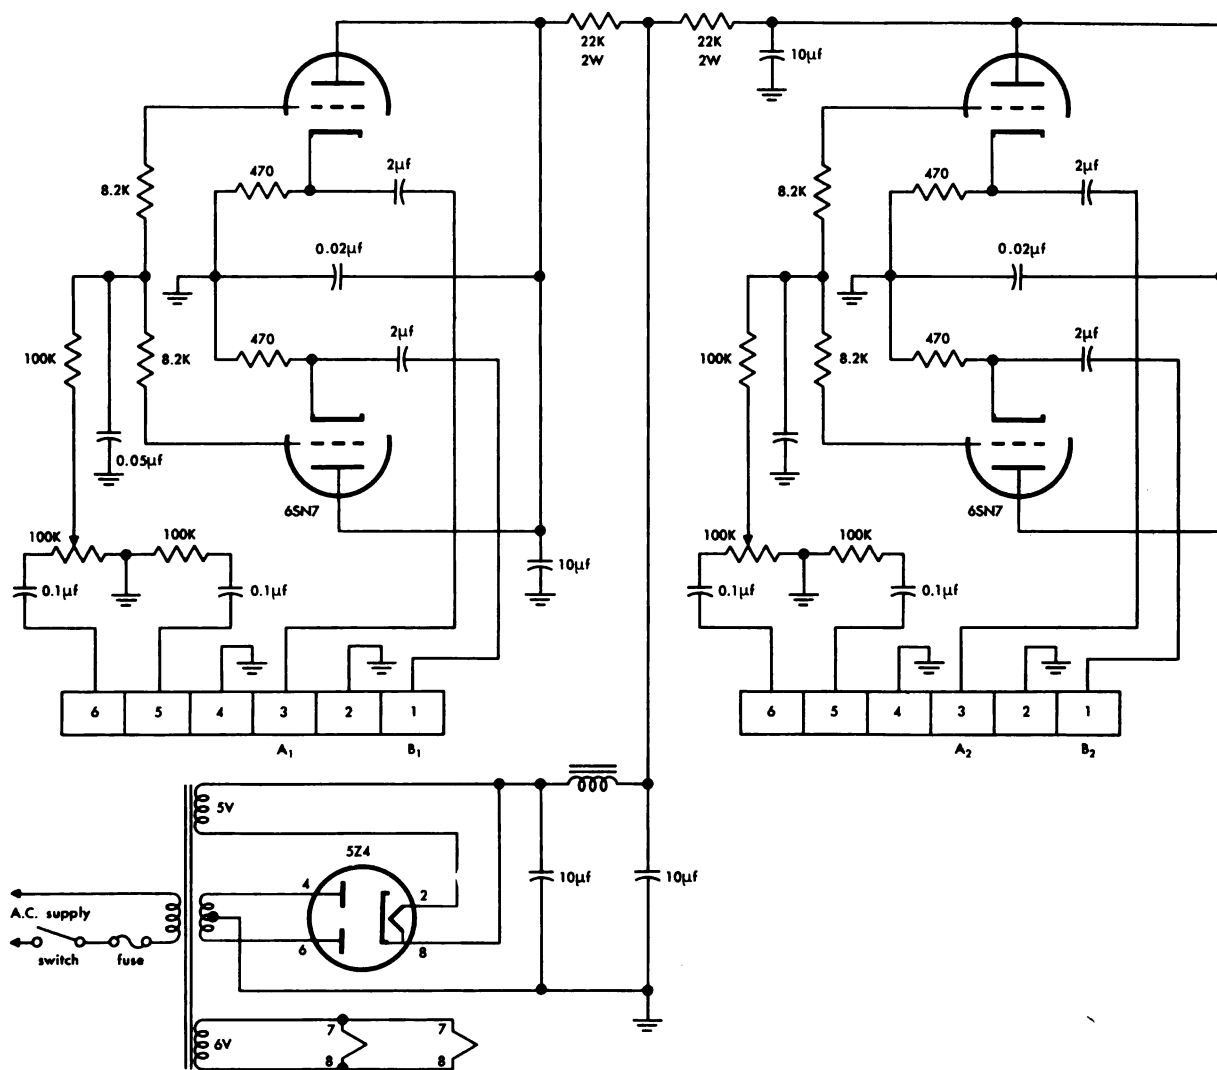 22K
2W
22K
2W
10µf
8.2K
470
2µf
0.02µf
100K
8.2K
470
2µf
0.05µf
6SN7
100K
100K
0.1µf
0.1µf
10µf
6
5
4
3
2
1
A₁
B₁
8.2K
470
2µf
0.02µf
100K
8.2K
470
2µf
6SN7
100K
100K
0.1µf
0.1µf
6
5
4
3
2
1
A₂
B₂
5V
5Z4
4
2
6
8
10µf
10µf
A.C. supply
switch
fuse
6V
7
8
7
8